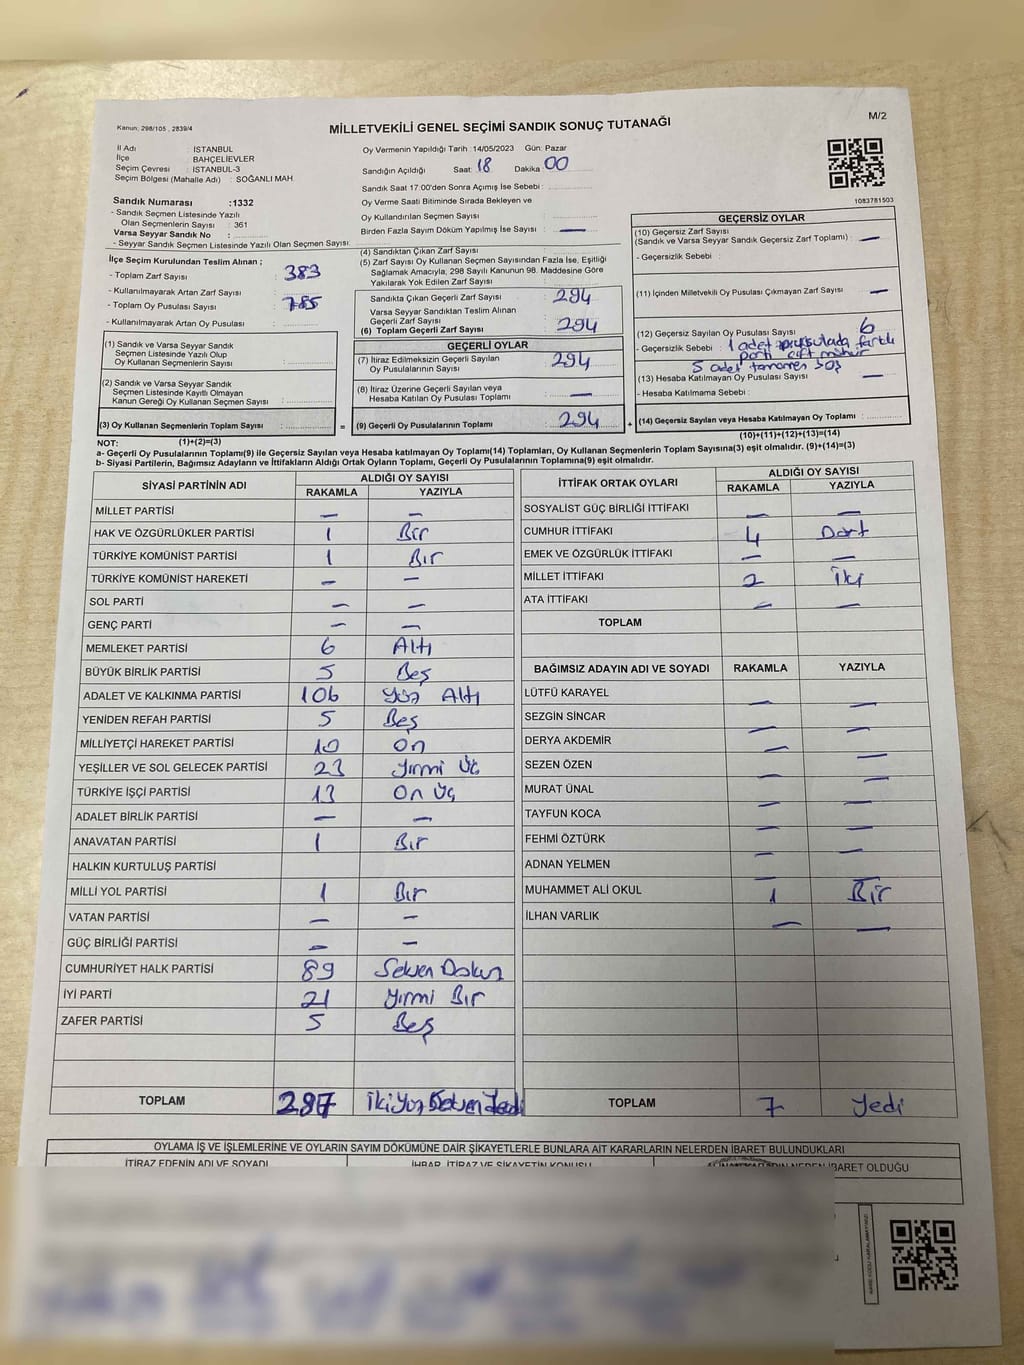 Kanun; 298/105 , 2839/4
MİLLETVEKİLİ GENEL SEÇİMİ SANDIK SONUÇ TUTANAĞI
M/2
İl Adı : İSTANBUL
İlçe : BAHÇELİEVLER
Seçim Çevresi : İSTANBUL-3
Seçim Bölgesi (Mahalle Adı) : SOĞANLI MAH
Sandık Numarası :1332
- Sandık Seçmen Listesinde Yazılı
Olan Seçmenlerin Sayısı : 361
Varsa Seyyar Sandık No :
- Seyyar Sandık Seçmen Listesinde Yazılı Olan Seçmen Sayısı
Oy Vermenin Yapıldığı Tarih :14/05/2023 Gün: Pazar
Sandığın Açıldığı Saat: 18 Dakika: 00
Sandık Saat 17:00'den Sonra Açımış İse Sebebi :
Oy Verme Saati Bitiminde Sırada Bekleyen ve
Oy Kullandırılan Seçmen Sayısı :
Birden Fazla Sayım Döküm Yapılmış İse Sayısı : —
1083781503
İlçe Seçim Kurulundan Teslim Alınan ;
- Toplam Zarf Sayısı : 383
- Kullanılmayarak Artan Zarf Sayısı :
- Toplam Oy Pusulası Sayısı :
- Kullanılmayarak Artan Oy Pusulası :
(1) Sandık ve Varsa Seyyar Sandık
Seçmen Listesinde Yazılı Olup
Oy Kullanan Seçmenlerin Sayısı :
(2) Sandık ve Varsa Seyyar Sandık
Seçmen Listesinde Kayıtlı Olmayan
Kanun Gereği Oy Kullanan Seçmen Sayısı :
(3) Oy Kullanan Seçmenlerin Toplam Sayısı :
(1)+(2)=(3)
(4) Sandıktan Çıkan Zarf Sayısı :
(5) Zarf Sayısı Oy Kullanan Seçmen Sayısından Fazla İse, Eşitliği
Sağlamak Amacıyla, 298 Sayılı Kanunun 98. Maddesine Göre
Yakılarak Yok Edilen Zarf Sayısı :
Sandıkta Çıkan Geçerli Zarf Sayısı : 294
Varsa Seyyar Sandıktan Teslim Alınan
Geçerli Zarf Sayısı :
(6) Toplam Geçerli Zarf Sayısı : 294
GEÇERLİ OYLAR
(7) İtiraz Edilmeksizin Geçerli Sayılan
Oy Pusulalarının Sayısı : 294
(8) İtiraz Üzerine Geçerli Sayılan veya
Hesaba Katılan Oy Pusulası Toplamı : —
= (9) Geçerli Oy Pusulalarının Toplamı : 294
GEÇERSİZ OYLAR
(10) Geçersiz Zarf Sayısı
(Sandık ve Varsa Seyyar Sandık Geçersiz Zarf Toplamı) : —
- Geçersizlik Sebebi :
(11) İçinden Milletvekili Oy Pusulası Çıkmayan Zarf Sayısı : —
(12) Geçersiz Sayılan Oy Pusulası Sayısı : 6
- Geçersizlik Sebebi : 1 adet pusulada farklı
parti çift mühür
5 adet tamamen boş
(13) Hesaba Katılmayan Oy Pusulası Sayısı : —
- Hesaba Katılmama Sebebi :
+ (14) Geçersiz Sayılan veya Hesaba Katılmayan Oy Toplamı :
(10)+(11)+(12)+(13)=(14)
NOT:
a- Geçerli Oy Pusulalarının Toplamı(9) ile Geçersiz Sayılan veya Hesaba katılmayan Oy Toplamı(14) Toplamları, Oy Kullanan Seçmenlerin Toplam Sayısına(3) eşit olmalıdır. (9)+(14)=(3)
b- Siyasi Partilerin, Bağımsız Adayların ve İttifakların Aldığı Ortak Oyların Toplamı, Geçerli Oy Pusulalarının Toplamına(9) eşit olmalıdır.
SİYASİ PARTİNİN ADI ALDIĞI OY SAYISI
RAKAMLA YAZIYLA
MİLLET PARTİSİ — —
HAK VE ÖZGÜRLÜKLER PARTİSİ 1 Bir
TÜRKİYE KOMÜNİST PARTİSİ 1 Bir
TÜRKİYE KOMÜNİST HAREKETİ — —
SOL PARTİ — —
GENÇ PARTİ — —
MEMLEKET PARTİSİ 6 Altı
BÜYÜK BİRLİK PARTİSİ 5 Beş
ADALET VE KALKINMA PARTİSİ 106 Yüz Altı
YENİDEN REFAH PARTİSİ 5 Beş
MİLLİYETÇİ HAREKET PARTİSİ 10 On
YEŞİLLER VE SOL GELECEK PARTİSİ 23 Yirmi Üç
TÜRKİYE İŞÇİ PARTİSİ 13 On Üç
ADALET BİRLİK PARTİSİ — —
ANAVATAN PARTİSİ 1 Bir
HALKIN KURTULUŞ PARTİSİ
MİLLİ YOL PARTİSİ 1 Bir
VATAN PARTİSİ — —
GÜÇ BİRLİĞİ PARTİSİ — —
CUMHURİYET HALK PARTİSİ 89 Seksen Dokuz
İYİ PARTİ 21 Yirmi Bir
ZAFER PARTİSİ 5 Beş
TOPLAM 287 İkiyüz Seksen Yedi
İTTİFAK ORTAK OYLARI ALDIĞI OY SAYISI
RAKAMLA YAZIYLA
SOSYALİST GÜÇ BİRLİĞİ İTTİFAKI — —
CUMHUR İTTİFAKI 4 Dört
EMEK VE ÖZGÜRLÜK İTTİFAKI — —
MİLLET İTTİFAKI 2 İki
ATA İTTİFAKI — —
TOPLAM
BAĞIMSIZ ADAYIN ADI VE SOYADI RAKAMLA YAZIYLA
LÜTFÜ KARAYEL — —
SEZGİN SİNCAR — —
DERYA AKDEMİR —
SEZEN ÖZEN — —
MURAT ÜNAL — —
TAYFUN KOCA — —
FEHMİ ÖZTÜRK — —
ADNAN YELMEN — —
MUHAMMET ALİ OKUL 1 Bir
İLHAN VARLIK — —
TOPLAM 7 Yedi
OYLAMA İŞ VE İŞLEMLERİNE VE OYLARIN SAYIM DÖKÜMÜNE DAİR ŞİKAYETLERLE BUNLARA AİT KARARLARIN NELERDEN İBARET BULUNDUKLARI
İTİRAZ EDENİN ADI VE SOYADI İHBAR, İTİRAZ VE ŞİKAYETİN KONUSU ALINAN KARARIN NEDEN İBARET OLDUĞU